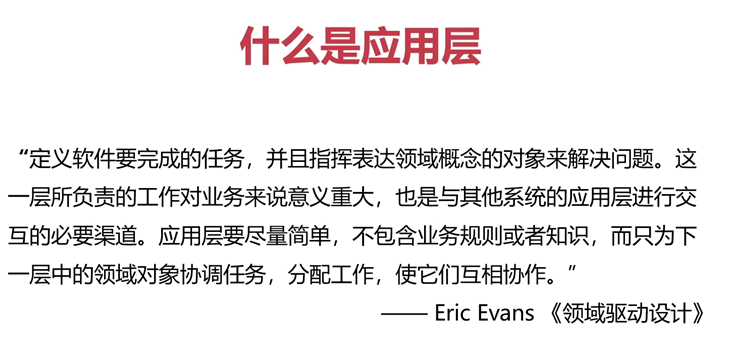 什么是应用层
“定义软件要完成的任务，并且指挥表达领域概念的对象来解决问题。这
一层所负责的工作对业务来说意义重大，也是与其他系统的应用层进行交
互的必要渠道。应用层要尽量简单，不包含业务规则或者知识，而只为下
一层中的领域对象协调任务，分配工作，使它们互相协作。”
—— Eric Evans 《领域驱动设计》